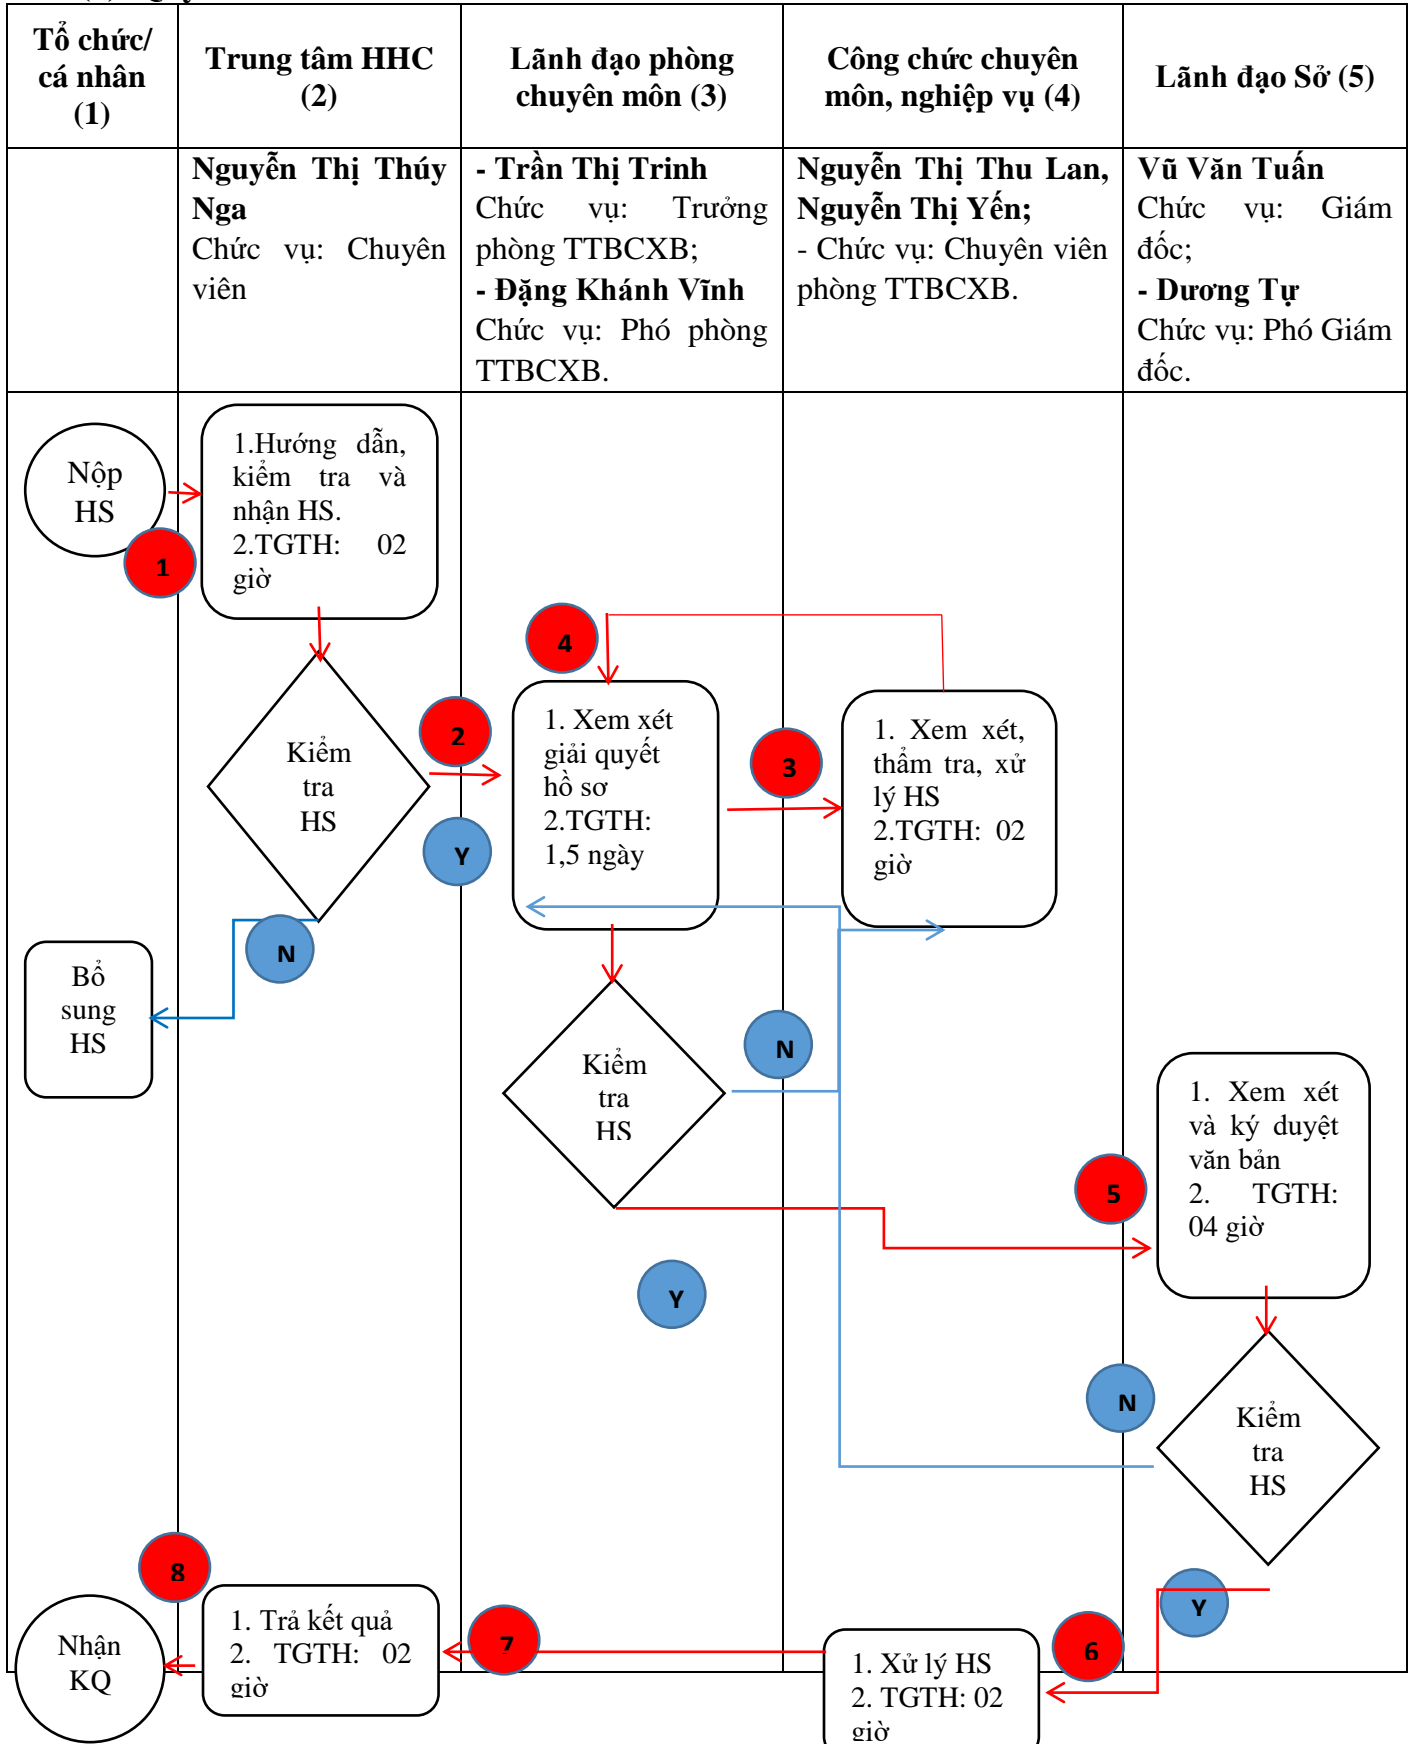 Tổ chức/
cá nhân
(1)
Trung tâm HHC
(2)
Lãnh đạo phòng
chuyên môn (3)
Công chức chuyên
môn, nghiệp vụ (4)
Lãnh đạo Sở (5)
Nguyễn Thị Thúy
Nga
Chức vụ: Chuyên
viên
- Trần Thị Trinh
Chức vụ: Trưởng
phòng TTBCXB;
- Đặng Khánh Vĩnh
Chức vụ: Phó phòng
TTBCXB.
Nguyễn Thị Thu Lan,
Nguyễn Thị Yến;
- Chức vụ: Chuyên viên
phòng TTBCXB.
Vũ Văn Tuấn
Chức vụ: Giám
đốc;
- Dương Tự
Chức vụ: Phó Giám
đốc.
Nộp
HS
1
1.Hướng dẫn,
kiểm tra và
nhận HS.
2.TGTH: 02
giờ
Kiểm
tra
HS
2
Y
N
Bổ
sung
HS
4
1. Xem xét
giải quyết
hồ sơ
2.TGTH:
1,5 ngày
3
1. Xem xét,
thẩm tra, xử
lý HS
2.TGTH: 02
giờ
Kiểm
tra
HS
N
Y
5
1. Xem xét
và ký duyệt
văn bản
2. TGTH:
04 giờ
N
Kiểm
tra
HS
Y
6
1. Xử lý HS
2. TGTH: 02
giờ
7
1. Trả kết quả
2. TGTH: 02
giờ
8
Nhận
KQ